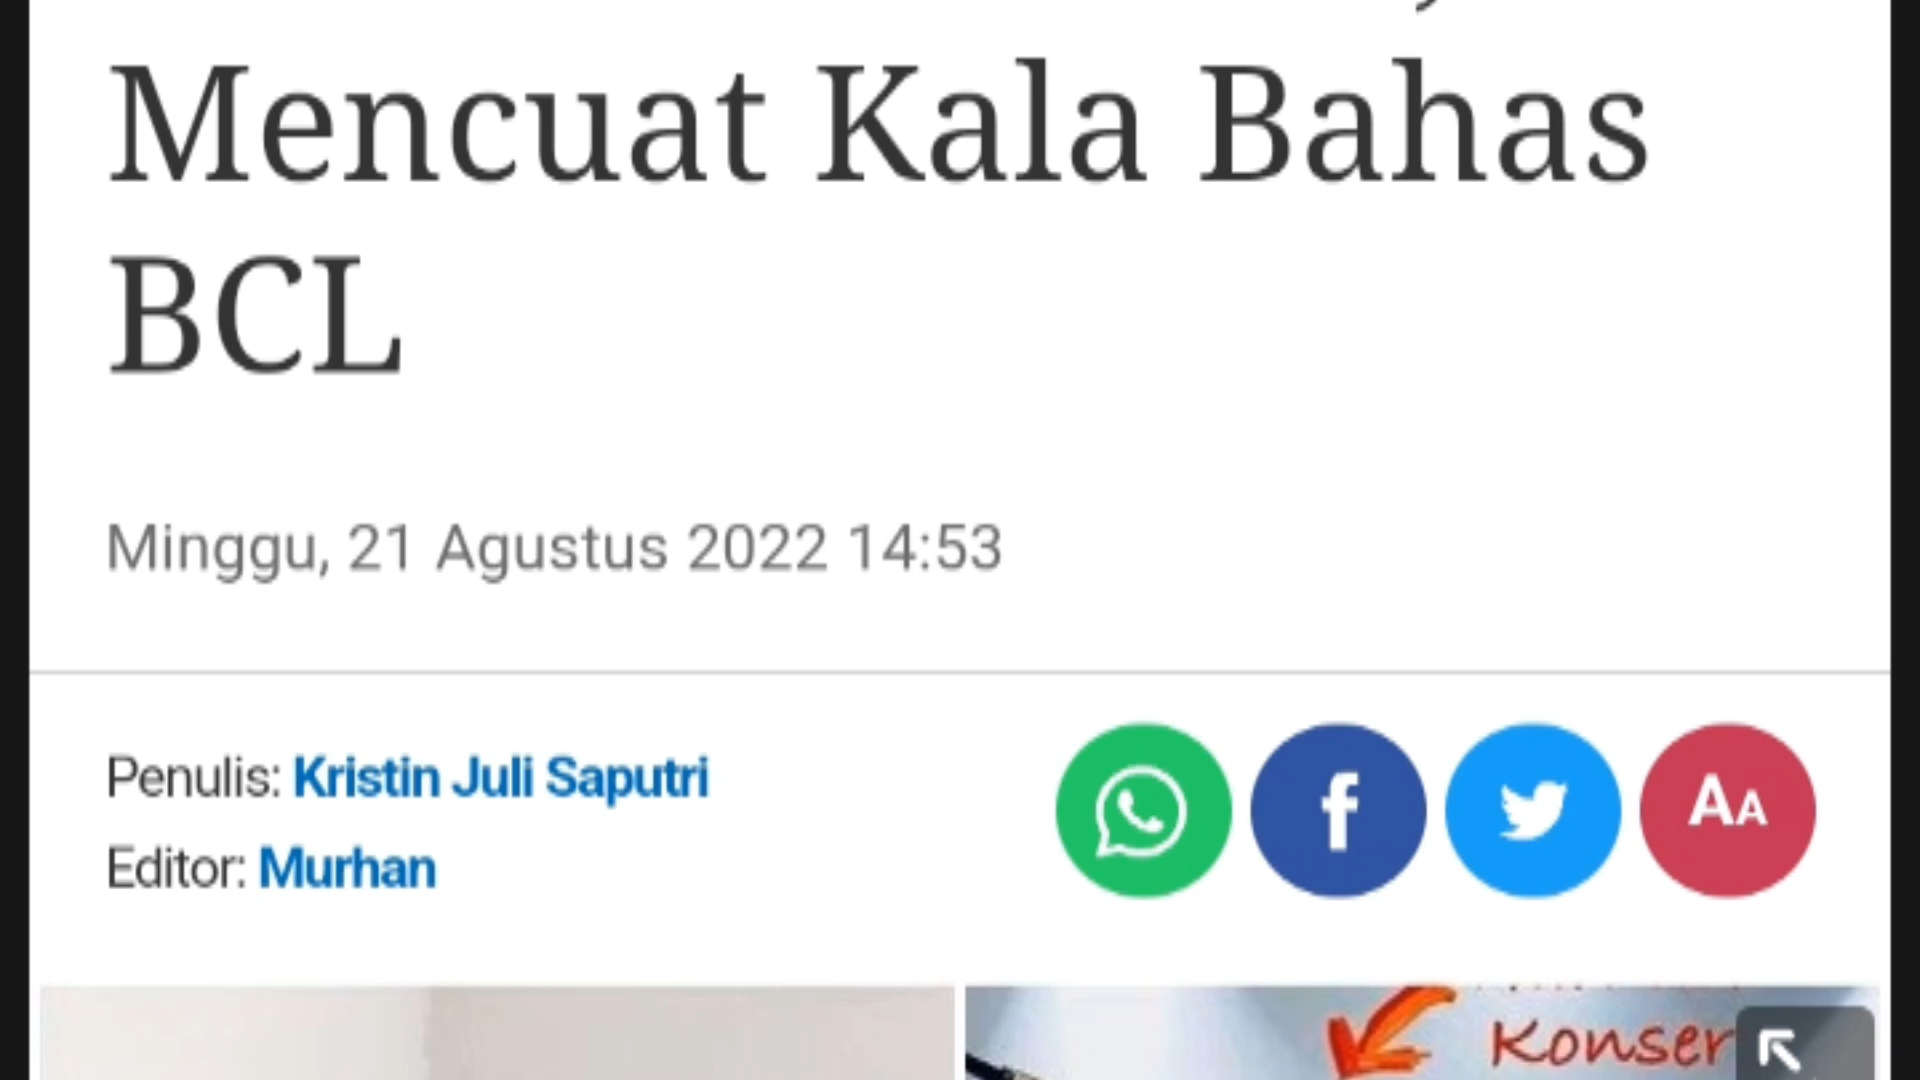 Mencuat Kala Bahas
BCL
Minggu, 21 Agustus 2022 14:53
Penulis: Kristin Juli Saputri
Editor: Murhan
AA
Konser